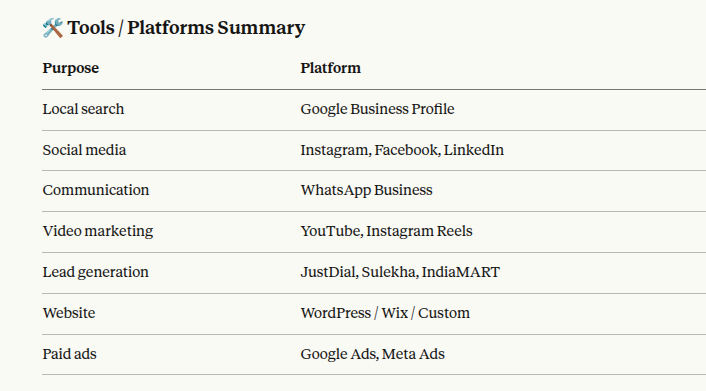 🛠️ Tools / Platforms Summary
Purpose Platform
Local search Google Business Profile
Social media Instagram, Facebook, LinkedIn
Communication WhatsApp Business
Video marketing YouTube, Instagram Reels
Lead generation JustDial, Sulekha, IndiaMART
Website WordPress / Wix / Custom
Paid ads Google Ads, Meta Ads